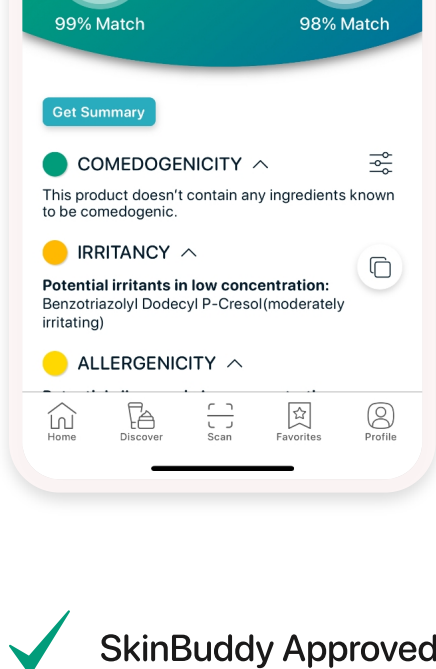 99% Match 98% Match
Get Summary
COMEDOGENICITY
This product doesn't contain any ingredients known
to be comedogenic.
IRRITANCY
Potential irritants in low concentration:
Benzotriazolyl Dodecyl P-Cresol(moderately
irritating)
ALLERGENICITY
Home Discover Scan Favorites Profile
SkinBuddy Approved